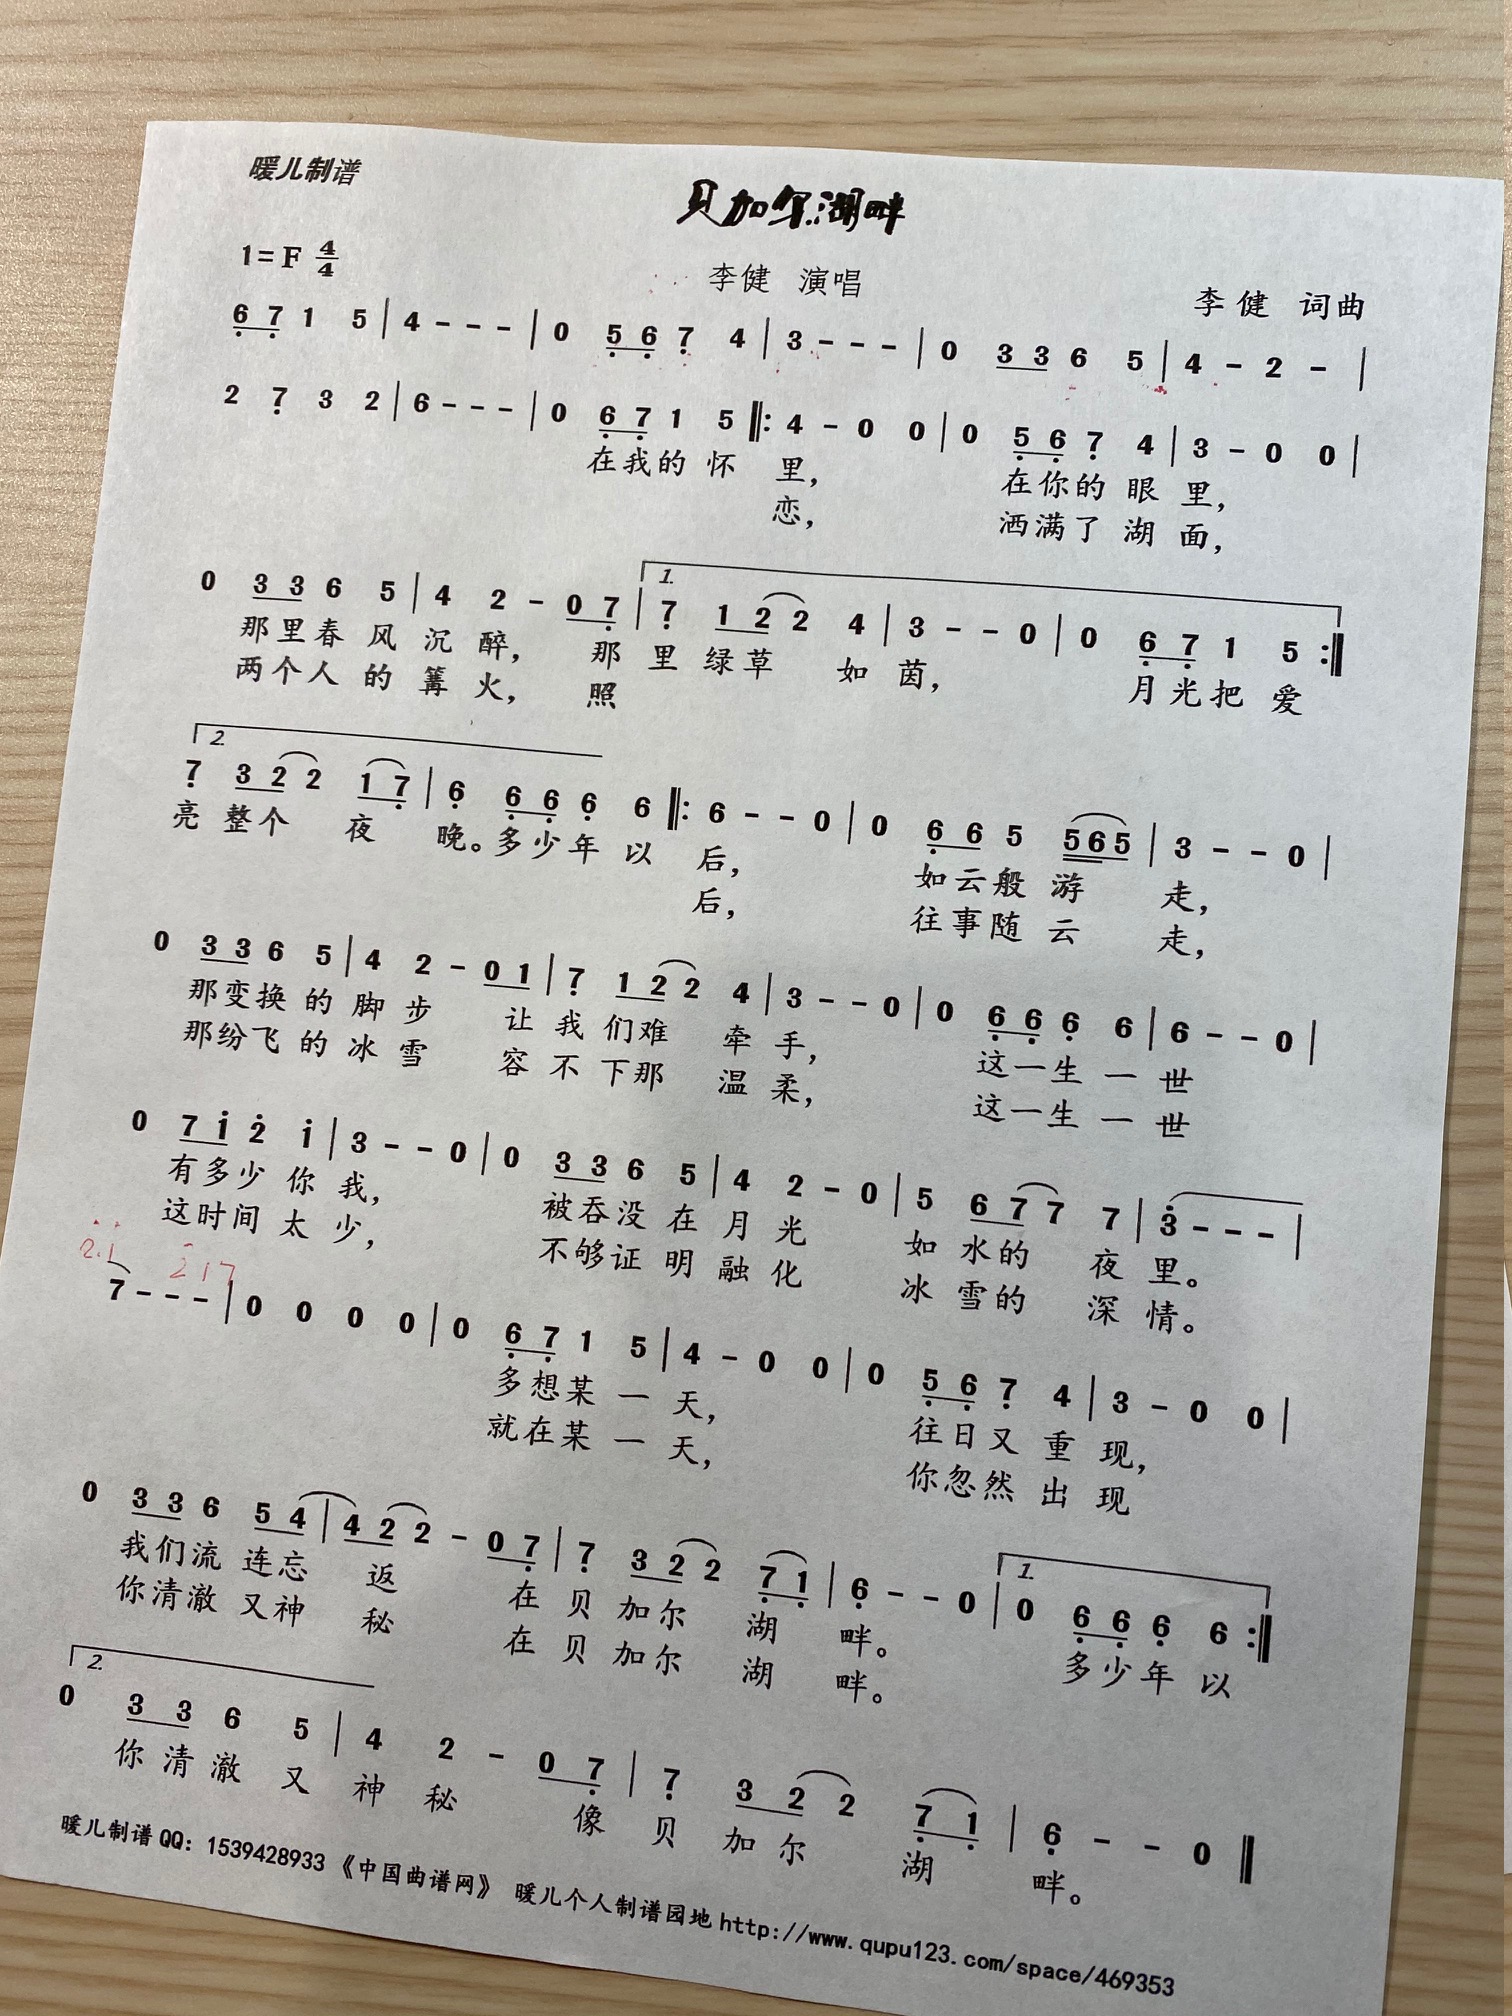 暖儿制谱
贝加尔湖畔
1=F 4/4
李健 演唱
李健 词曲
6̣ 7̣ 1 5 | 4 - - - | 0 5̣ 6̣ 7̣ 4 | 3 - - - | 0 3 3 6 5 | 4 - 2 - |
2 7̣ 3 2 | 6 - - - | 0 6̣ 7̣ 1 5 ‖: 4 - 0 0 | 0 5̣ 6̣ 7̣ 4 | 3 - 0 0 |
在我的 怀 里, 在你的 眼 里,
恋, 洒满了 湖 面,
1.
0 3 3 6 5 | 4 2 - 0 7̣ | 7̣ 1 2 2 4 | 3 - - 0 | 0 6̣ 7̣ 1 5 :‖
那里春 风 沉 醉, 那 里 绿草 如 茵, 月光把 爱
两个人 的 篝 火, 照
2.
7̣ 3 2 2 1 7̣ | 6̣ 6̣ 6̣ 6̣ 6 ‖: 6 - - 0 | 0 6̣ 6 5 5 6 5 | 3 - - 0 |
亮 整个 夜 晚。多少年 以 后, 如云般 游 走,
后, 往事随 云 走,
0 3 3 6 5 | 4 2 - 0 1 | 7̣ 1 2 2 4 | 3 - - 0 | 0 6̣ 6̣ 6̣ 6 | 6 - - 0 |
那变换 的 脚 步 让 我 们难 牵 手, 这一生 一 世
那纷飞 的 冰 雪 容 不 下那 温 柔, 这一生 一 世
0 7 1̇ 2̇ 1̇ | 3 - - 0 | 0 3 3 6 5 | 4 2 - 0 | 5 6 7 7 7 | 3̇ - - - |
有多少 你 我, 被吞没 在 月 光 如 水的 夜 里。
这时间 太 少, 不够证 明 融 化 冰 雪的 深 情。
2̇. 1̇ 2̇ 1 7
7 - - - | 0 0 0 0 | 0 6̣ 7̣ 1 5 | 4 - 0 0 | 0 5̣ 6̣ 7̣ 4 | 3 - 0 0 |
多想某 一 天, 往日又 重 现,
就在某 一 天, 你忽然 出 现
0 3 3 6 5 4 | 4 2 2 - 0 7̣ | 7̣ 3 2 2 7̣ 1̣ | 6̣ - - 0 | 1. 0 6̣ 6̣ 6̣ 6 :‖
我们流 连忘 返 在 贝 加尔 湖 畔。 多少年 以
你清澈 又神 秘 在 贝 加尔 湖 畔。
2.
0 3 3 6 5 | 4 2 - 0 7̣ | 7̣ 3 2 2 7̣ 1̣ | 6̣ - - 0 ‖
你清澈 又 神 秘 像 贝 加尔 湖 畔。
暖儿制谱QQ: 1539428933《中国曲谱网》 暖儿个人制谱园地http://www.qupu123.com/space/469353